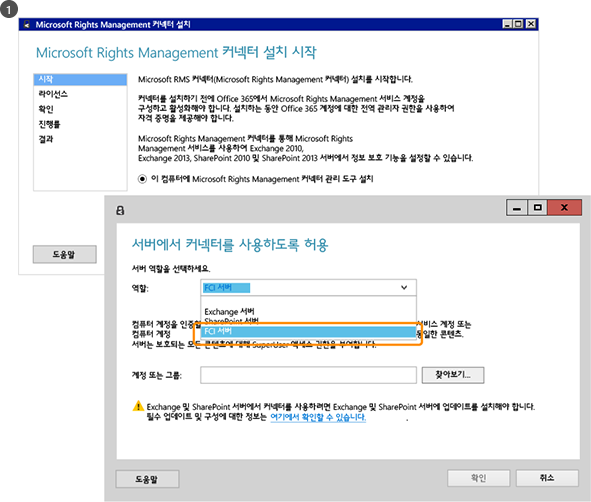 1
Microsoft Rights Management 커넥터 설치
Microsoft Rights Management 커넥터 설치 시작
시작
라이선스
확인
진행률
결과
Microsoft RMS 커넥터(Microsoft Rights Management 커넥터) 설치를 시작합니다.
커넥터를 설치하기 전에 Office 365에서 Microsoft Rights Management 서비스 계정을
구성하고 활성화해야 합니다. 설치하는 동안 Office 365 계정에 대한 전역 관리자 권한을 사용하여
자격 증명을 제공해야 합니다.
Microsoft Rights Management 커넥터를 통해 Microsoft Rights
Management 서비스를 사용하여 Exchange 2010,
Exchange 2013, SharePoint 2010 및 SharePoint 2013 서버에서 정보 보호 기능을 설정할 수 있습니다.
이 컴퓨터에 Microsoft Rights Management 커넥터 관리 도구 설치
도움말
서버에서 커넥터를 사용하도록 허용
서버 역할을 선택하세요.
역할: FCI 서버
Exchange 서버
SharePoint 서버
FCI 서버
컴퓨터 계정을 인증할 서비스 계정 또는
컴퓨터 계정 동일한 콘텐츠.
서버는 보호되는 모든 콘텐츠에 대해 SuperUser 액세스 권한을 부여합니다.
계정 또는 그룹: 찾아보기...
Exchange 및 SharePoint 서버에서 커넥터를 사용하려면 Exchange 및 SharePoint 서버에 업데이트를 설치해야 합니다.
필수 업데이트 및 구성에 대한 정보는 여기에서 확인할 수 있습니다.
도움말 확인 취소